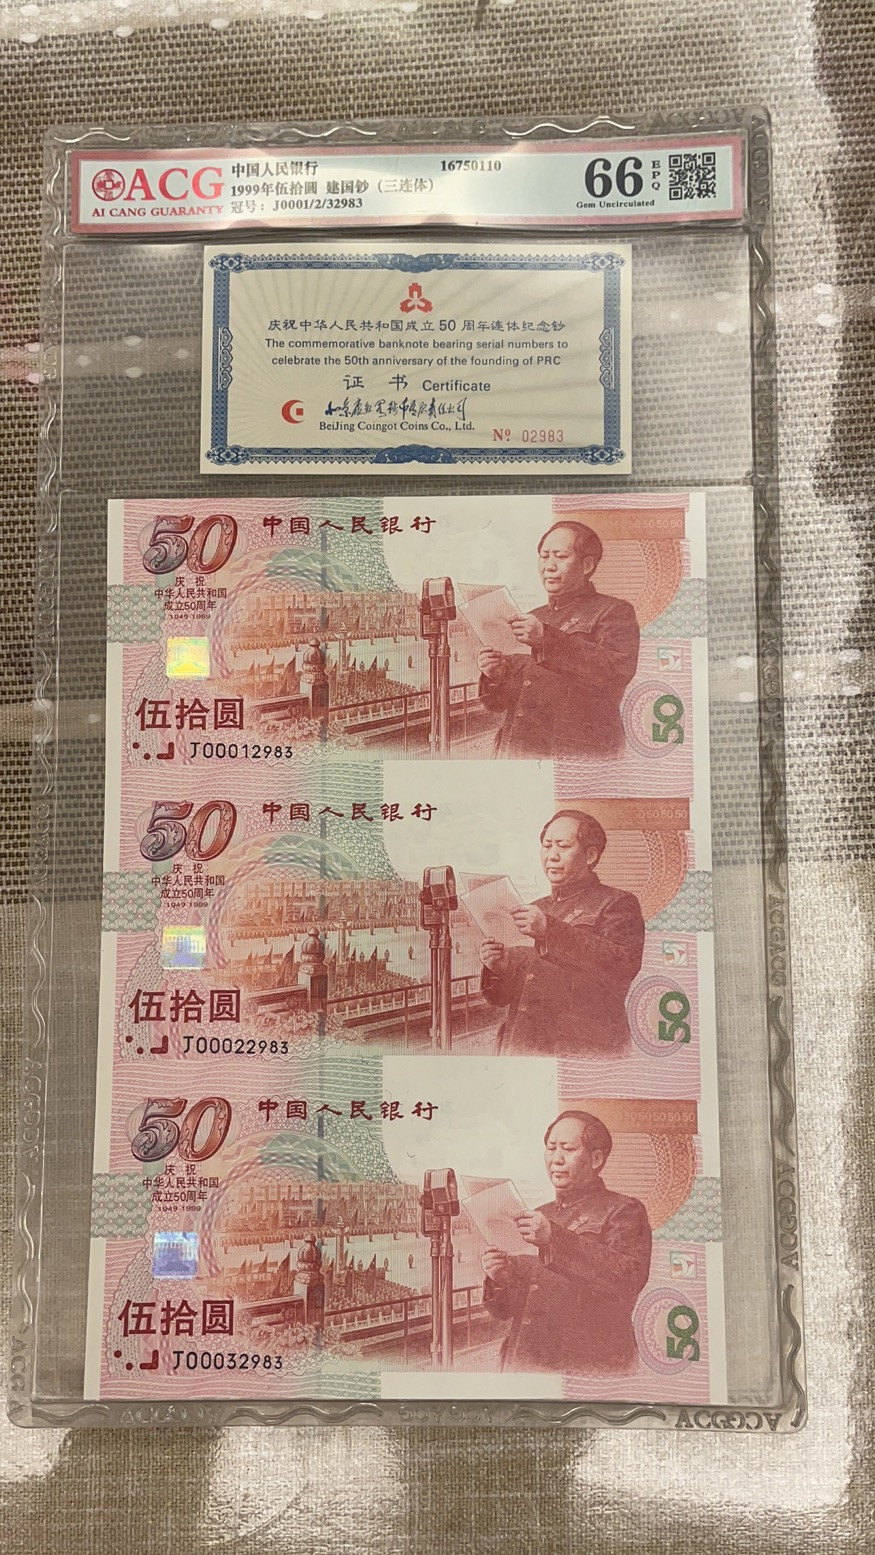 ACG
AI CANG GUARANTY
中国人民银行
16750110
1999年伍拾圆 建国钞（三连体）
冠号：J0001/2/32983
66
EPQ
Gem Uncirculated
庆祝中华人民共和国成立50周年连体纪念钞
The commemorative banknote bearing serial numbers to
celebrate the 50th anniversary of the founding of PRC
证 书 Certificate
BeiJing Coingot Coins Co., Ltd.
Nº 02983
50
中国人民银行
5050505050
庆祝
中华人民共和国
成立50周年
1949-1999
伍拾圆
50
J00012983
50
中国人民银行
庆祝
中华人民共和国
成立50周年
1949-1999
伍拾圆
50
J00022983
50
中国人民银行
庆祝
中华人民共和国
成立50周年
1949-1999
伍拾圆
50
J00032983
ACG